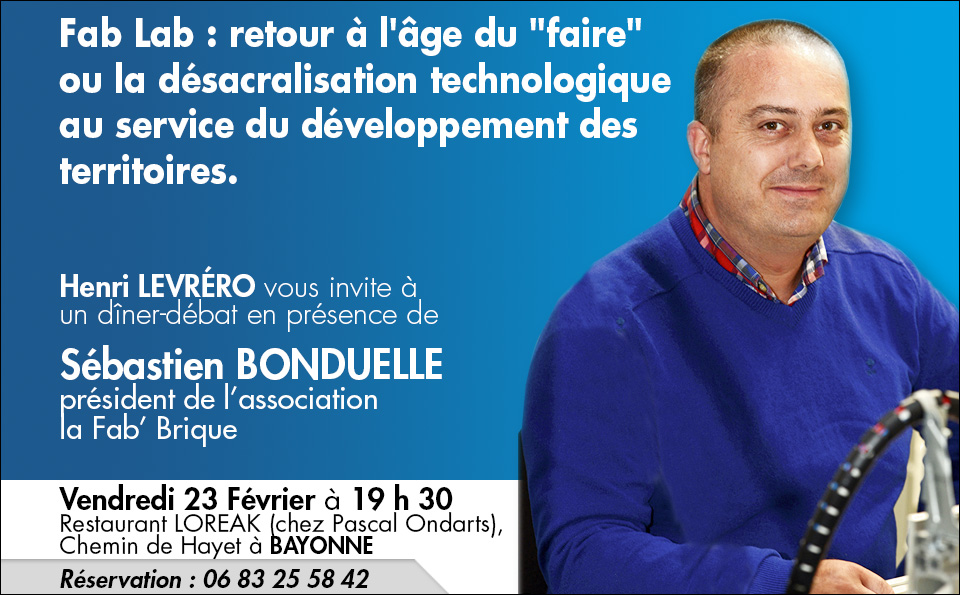 Fab Lab : retour à l'âge du "faire"
ou la désacralisation technologique
au service du développement des
territoires.
Henri LEVRÉRO vous invite à
un dîner-débat en présence de
Sébastien BONDUELLE
président de l'association
la Fab' Brique
Vendredi 23 Février à 19 h 30
Restaurant LOREAK (chez Pascal Ondarts),
Chemin de Hayet à BAYONNE
Réservation : 06 83 25 58 42